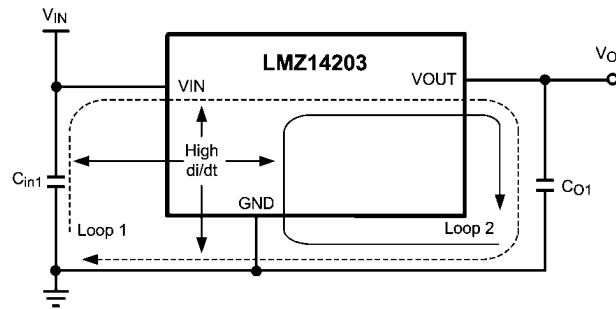 VIN
LMZ14203
VIN
VOUT
VO
High
di/dt
Cin1
CO1
GND
Loop 1
Loop 2